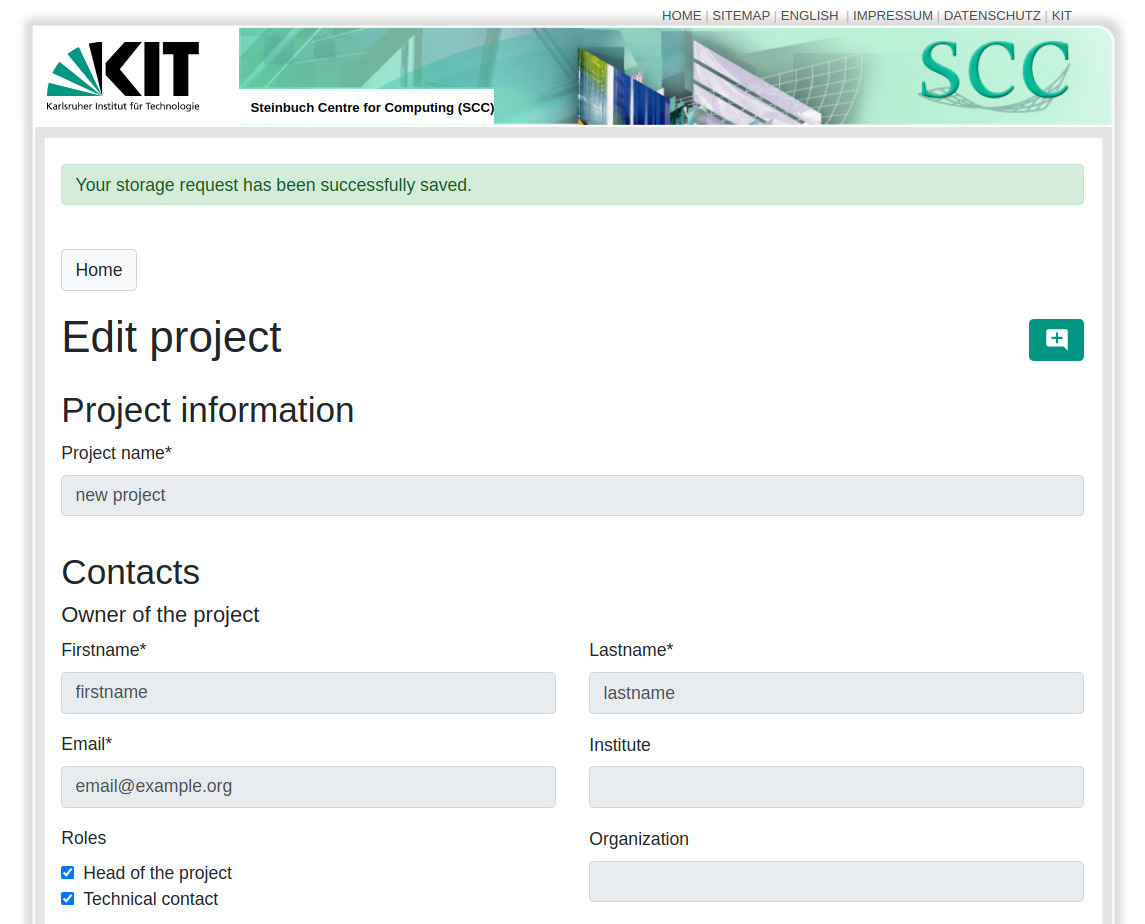 HOME | SITEMAP | ENGLISH | IMPRESSUM | DATENSCHUTZ | KIT
KIT
Karlsruher Institut für Technologie
Steinbuch Centre for Computing (SCC)
SCC
Your storage request has been successfully saved.
Home
Edit project
Project information
Project name*
new project
Contacts
Owner of the project
Firstname* Lastname*
firstname lastname
Email* Institute
email@example.org
Roles Organization
Head of the project
Technical contact